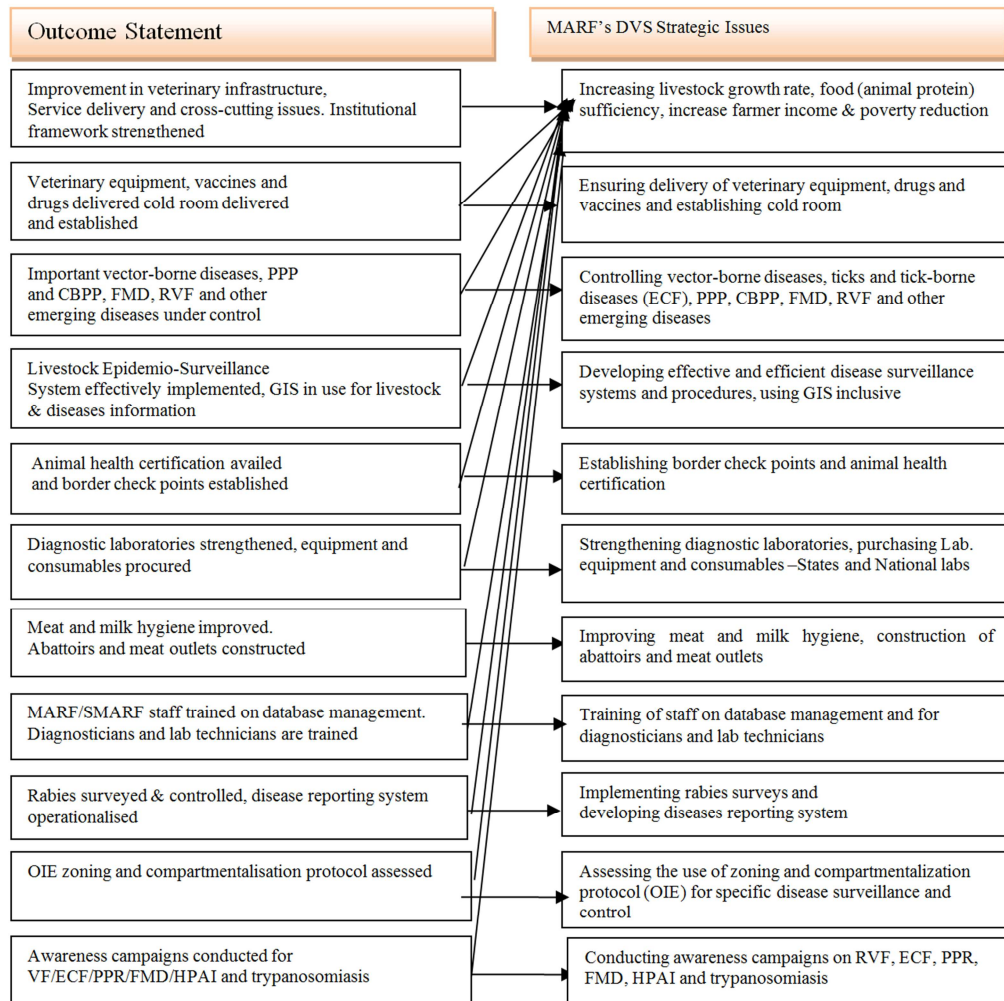 Outcome Statement
MARF's DVS Strategic Issues
Improvement in veterinary infrastructure,
Service delivery and cross-cutting issues. Institutional
framework strengthened
Increasing livestock growth rate, food (animal protein)
sufficiency, increase farmer income & poverty reduction
Veterinary equipment, vaccines and
drugs delivered cold room delivered
and established
Ensuring delivery of veterinary equipment, drugs and
vaccines and establishing cold room
Important vector-borne diseases, PPP
and CBPP, FMD, RVF and other
emerging diseases under control
Controlling vector-borne diseases, ticks and tick-borne
diseases (ECF), PPP, CBPP, FMD, RVF and other
emerging diseases
Livestock Epidemio-Surveillance
System effectively implemented, GIS in use for livestock
& diseases information
Developing effective and efficient disease surveillance
systems and procedures, using GIS inclusive
Animal health certification availed
and border check points established
Establishing border check points and animal health
certification
Diagnostic laboratories strengthened, equipment and
consumables procured
Strengthening diagnostic laboratories, purchasing Lab.
equipment and consumables –States and National labs
Meat and milk hygiene improved.
Abattoirs and meat outlets constructed
Improving meat and milk hygiene, construction of
abattoirs and meat outlets
MARF/SMARF staff trained on database management.
Diagnosticians and lab technicians are trained
Training of staff on database management and for
diagnosticians and lab technicians
Rabies surveyed & controlled, disease reporting system
operationalised
Implementing rabies surveys and
developing diseases reporting system
OIE zoning and compartmentalisation protocol assessed
Assessing the use of zoning and compartmentalization
protocol (OIE) for specific disease surveillance and
control
Awareness campaigns conducted for
VF/ECF/PPR/FMD/HPAI and trypanosomiasis
Conducting awareness campaigns on RVF, ECF, PPR,
FMD, HPAI and trypanosomiasis